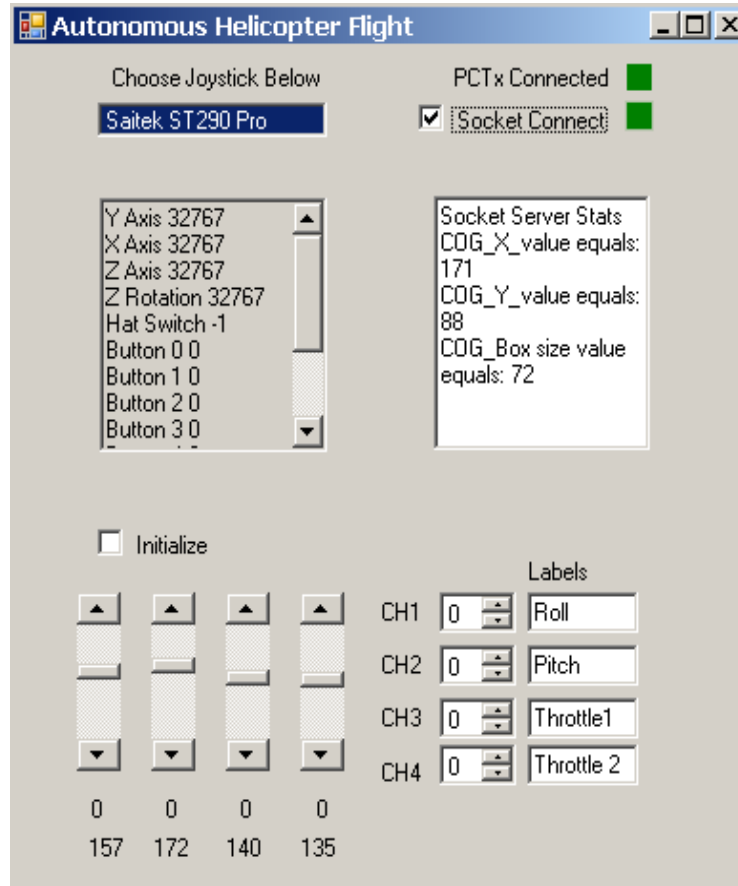 Autonomous Helicopter Flight
Choose Joystick Below
Saitek ST290 Pro
PCTx Connected
Socket Connect
Y Axis 32767
X Axis 32767
Z Axis 32767
Z Rotation 32767
Hat Switch -1
Button 0 0
Button 1 0
Button 2 0
Button 3 0
Socket Server Stats
COG_X_value equals:
171
COG_Y_value equals:
88
COG_Box size value
equals: 72
Initialize
Labels
CH1 0 Roll
CH2 0 Pitch
CH3 0 Throttle1
CH4 0 Throttle 2
0 0 0 0
157 172 140 135